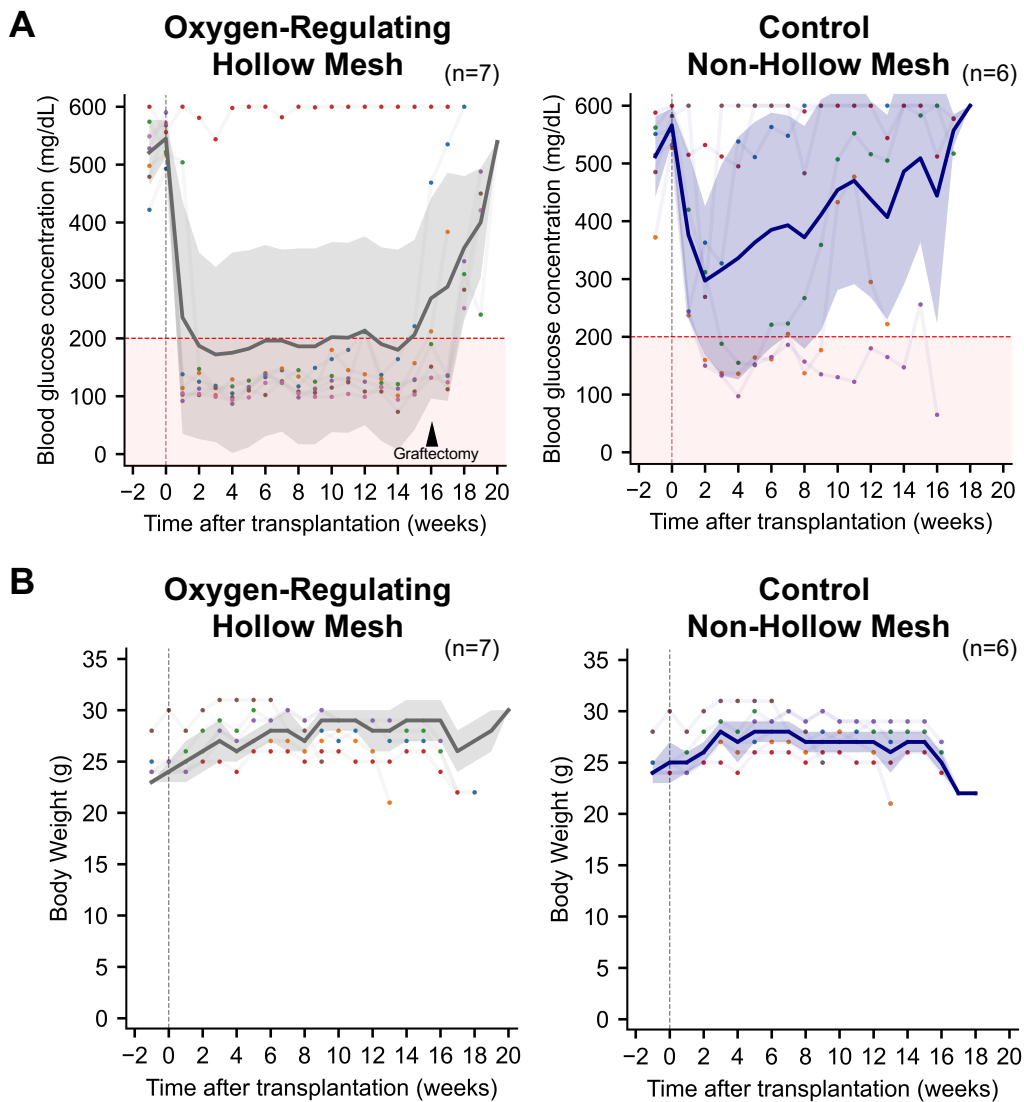 A
Oxygen-Regulating
Hollow Mesh
(n=7)
Control
Non-Hollow Mesh
(n=6)
Blood glucose concentration (mg/dL)
600
500
400
300
200
100
0
Graftectomy
−2 0 2 4 6 8 10 12 14 16 18 20
Time after transplantation (weeks)
Blood glucose concentration (mg/dL)
600
500
400
300
200
100
0
−2 0 2 4 6 8 10 12 14 16 18 20
Time after transplantation (weeks)
B
Oxygen-Regulating
Hollow Mesh
(n=7)
Control
Non-Hollow Mesh
(n=6)
Body Weight (g)
35
30
25
20
15
10
5
0
−2 0 2 4 6 8 10 12 14 16 18 20
Time after transplantation (weeks)
Body Weight (g)
35
30
25
20
15
10
5
0
−2 0 2 4 6 8 10 12 14 16 18 20
Time after transplantation (weeks)